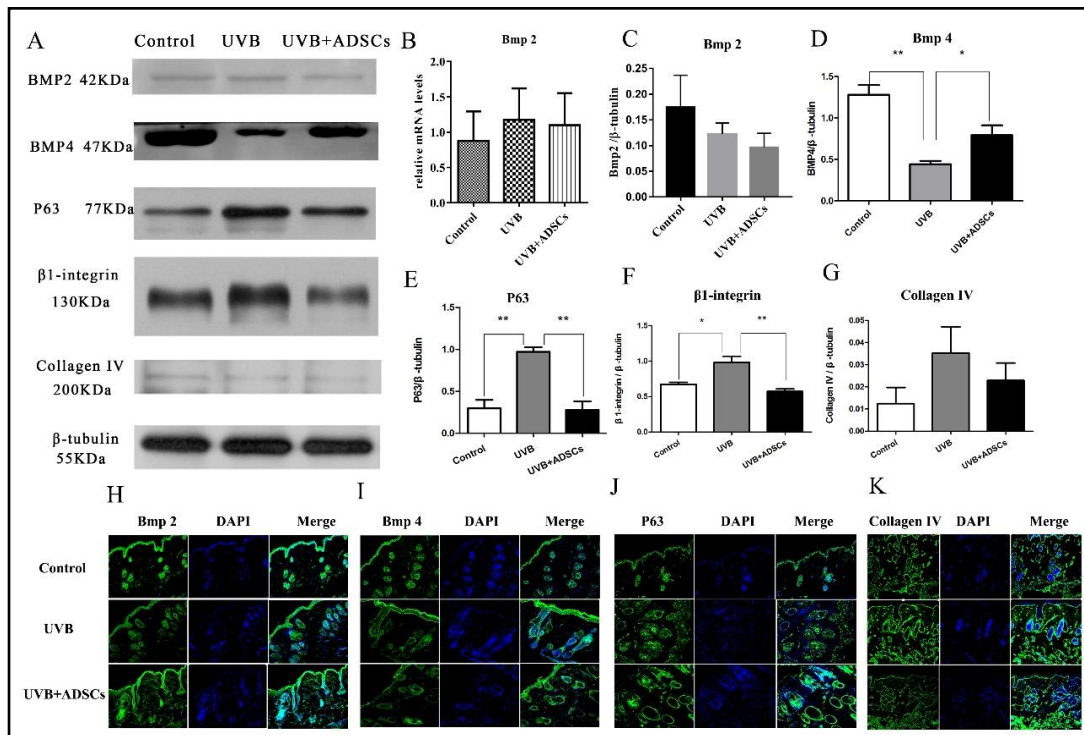 A
Control UVB UVB+ADSCs
BMP2 42KDa
BMP4 47KDa
P63 77KDa
β1-integrin
130KDa
Collagen IV
200KDa
β-tubulin
55KDa
B
Bmp 2
relative mRNA levels
2.0
1.5
1.0
0.5
0.0
Control
UVB
UVB+ADSCs
C
Bmp 2
Bmp2/β-tubulin
0.25
0.20
0.15
0.10
0.05
0.00
Control
UVB
UVB+ADSCs
D
Bmp 4
** *
BMP4/β-tubulin
1.5
1.0
0.5
0.0
Control
UVB
UVB+ADSCs
E
P63
** **
P63/β-tubulin
1.5
1.0
0.5
0.0
Control
UVB
UVB+ADSCs
F
β1-integrin
* **
β1-integrin / β-tubulin
1.5
1.0
0.5
0.0
Control
UVB
UVB+ADSCs
G
Collagen IV
Collagen IV / β-tubulin
0.05
0.04
0.03
0.02
0.01
0.00
Control
UVB
UVB+ADSCs
H
Bmp 2 DAPI Merge
I
Bmp 4 DAPI Merge
J
P63 DAPI Merge
K
Collagen IV DAPI Merge
Control
UVB
UVB+ADSCs